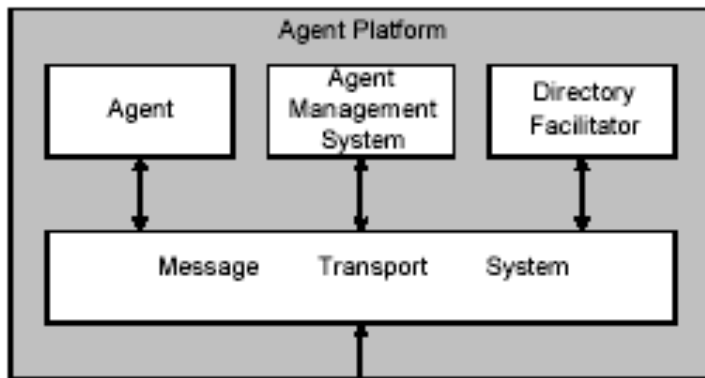 Agent Platform
Agent
Agent
Management
System
Directory
Facilitator
Message Transport System